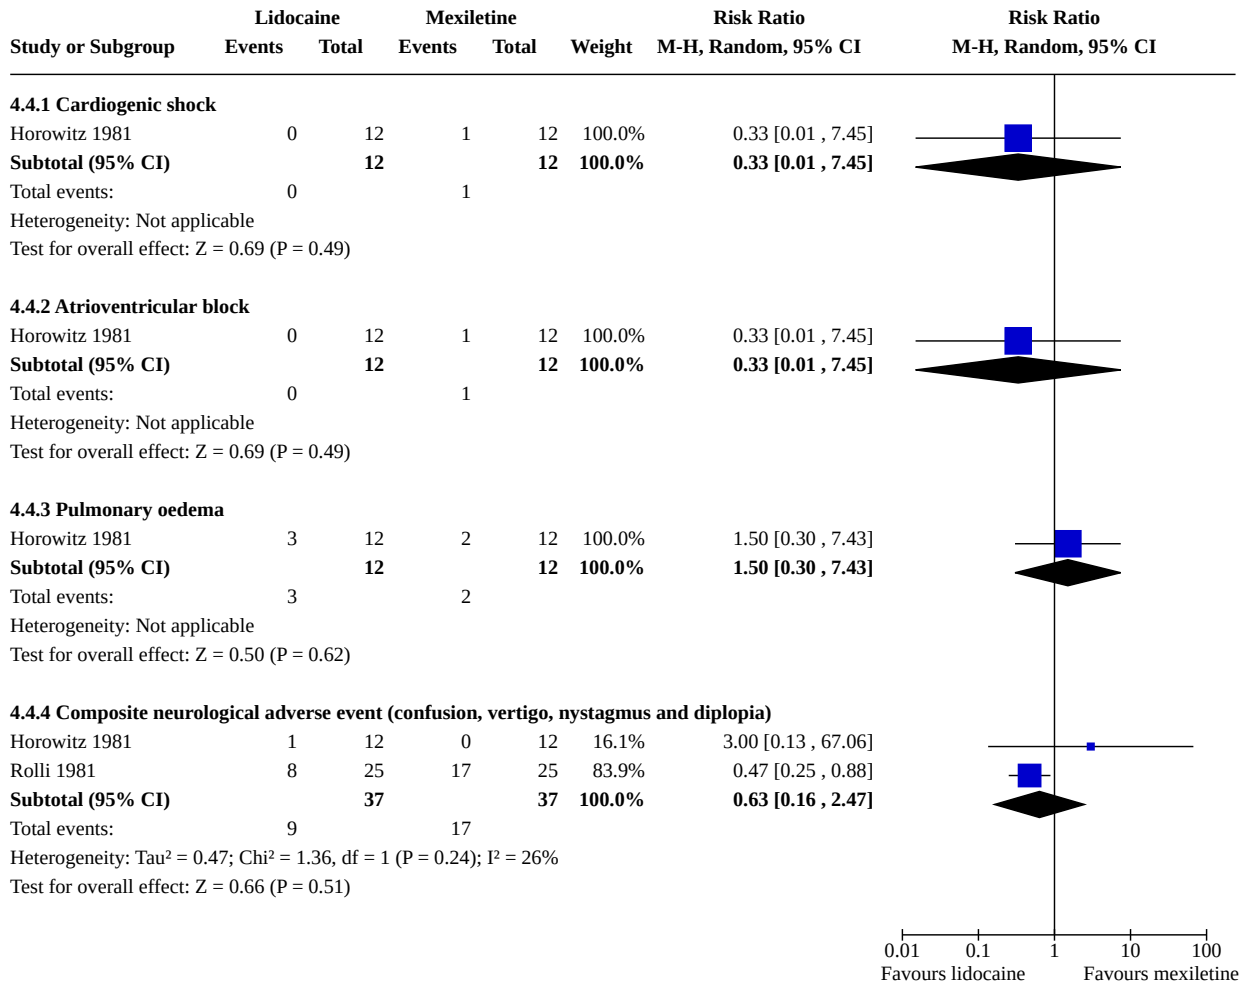 Lidocaine Mexiletine Risk Ratio Risk Ratio
Study or Subgroup Events Total Events Total Weight M-H, Random, 95% CI M-H, Random, 95% CI
4.4.1 Cardiogenic shock
Horowitz 1981 0 12 1 12 100.0% 0.33 [0.01 , 7.45]
Subtotal (95% CI) 12 12 100.0% 0.33 [0.01 , 7.45]
Total events: 0 1
Heterogeneity: Not applicable
Test for overall effect: Z = 0.69 (P = 0.49)
4.4.2 Atrioventricular block
Horowitz 1981 0 12 1 12 100.0% 0.33 [0.01 , 7.45]
Subtotal (95% CI) 12 12 100.0% 0.33 [0.01 , 7.45]
Total events: 0 1
Heterogeneity: Not applicable
Test for overall effect: Z = 0.69 (P = 0.49)
4.4.3 Pulmonary oedema
Horowitz 1981 3 12 2 12 100.0% 1.50 [0.30 , 7.43]
Subtotal (95% CI) 12 12 100.0% 1.50 [0.30 , 7.43]
Total events: 3 2
Heterogeneity: Not applicable
Test for overall effect: Z = 0.50 (P = 0.62)
4.4.4 Composite neurological adverse event (confusion, vertigo, nystagmus and diplopia)
Horowitz 1981 1 12 0 12 16.1% 3.00 [0.13 , 67.06]
Rolli 1981 8 25 17 25 83.9% 0.47 [0.25 , 0.88]
Subtotal (95% CI) 37 37 100.0% 0.63 [0.16 , 2.47]
Total events: 9 17
Heterogeneity: Tau² = 0.47; Chi² = 1.36, df = 1 (P = 0.24); I² = 26%
Test for overall effect: Z = 0.66 (P = 0.51)
0.01 0.1 1 10 100
Favours lidocaine Favours mexiletine